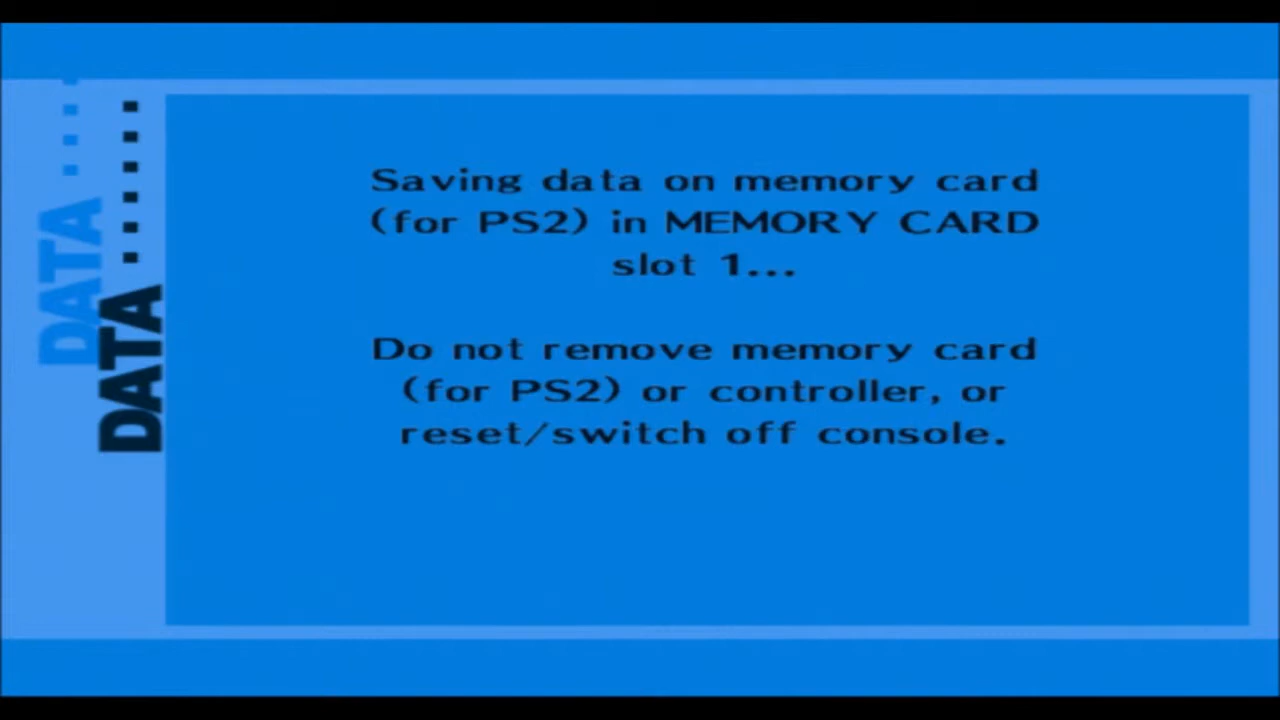 DATA ......
DATA ....
Saving data on memory card
(for PS2) in MEMORY CARD
slot 1...
Do not remove memory card
(for PS2) or controller, or
reset/switch off console.